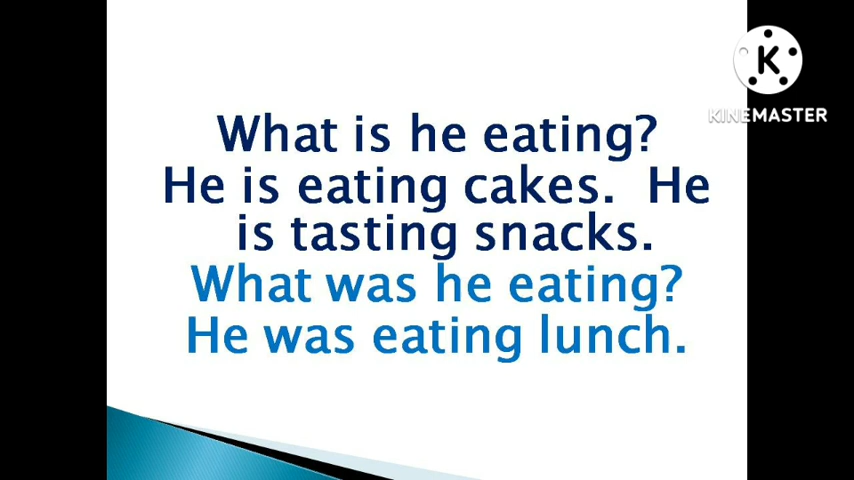 KINEMASTER
What is he eating?
He is eating cakes.  He
is tasting snacks.
What was he eating?
He was eating lunch.